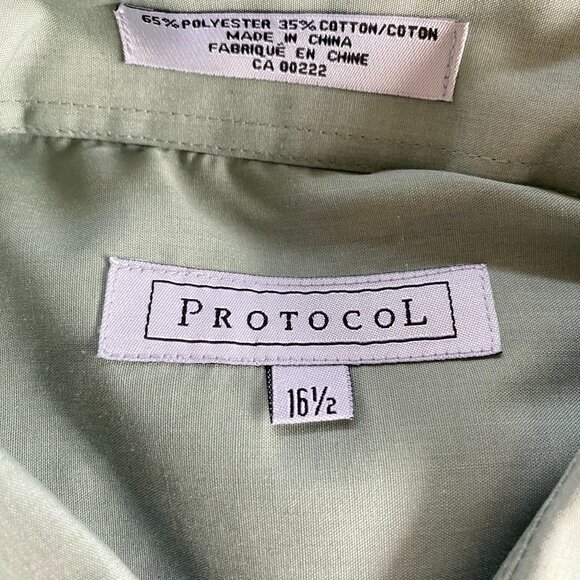 65% POLYESTER 35% COTTON/COTON
MADE IN CHINA
FABRIQUÉ EN CHINE
CA 00222
PROTOCOL
16½